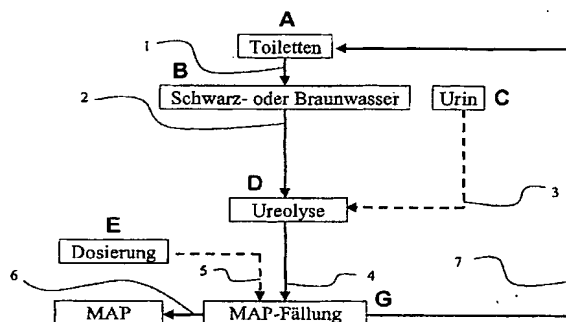 A
1 Toiletten
B
2 Schwarz- oder Braunwasser Urin C
D 3
Ureolyse
E
Dosierung
6 5 4 7
MAP MAP-Fällung G